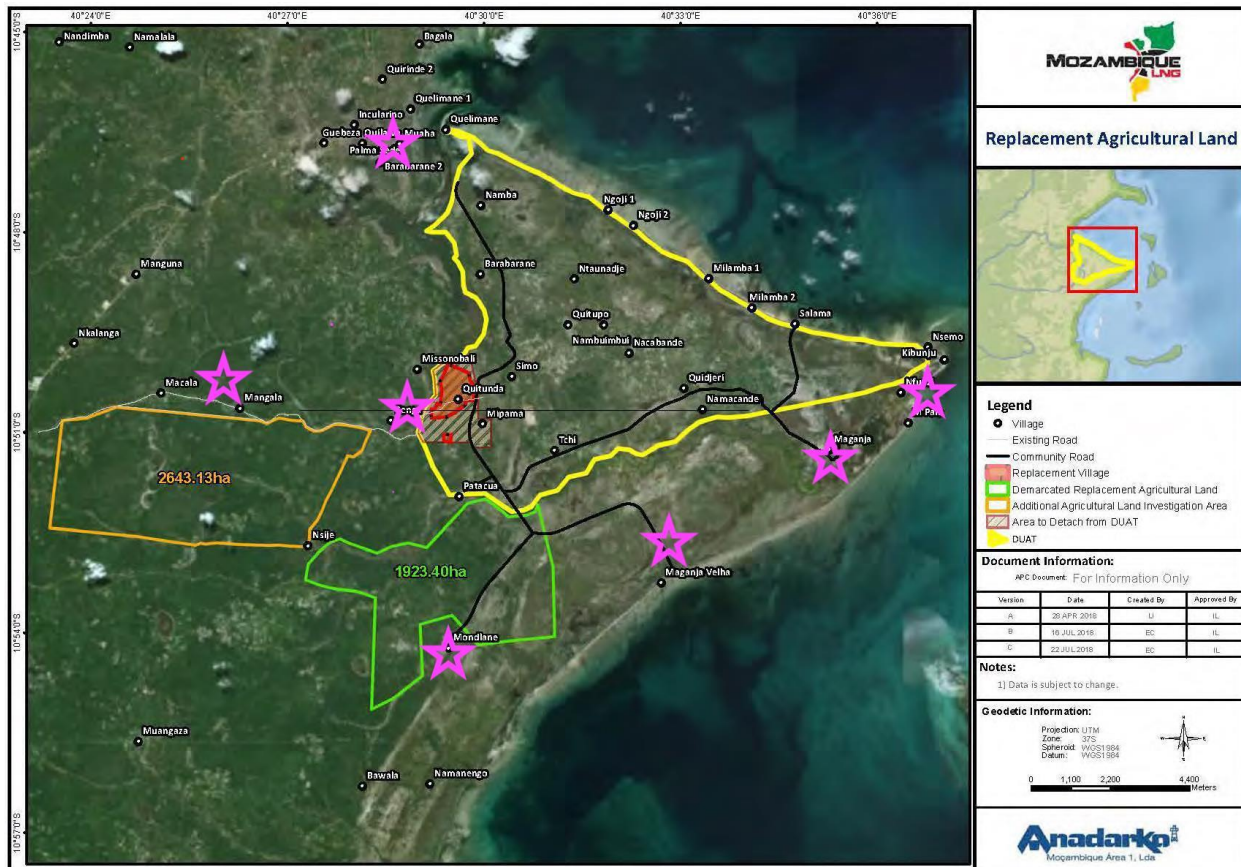 40°24'0"E 40°27'0"E 40°30'0"E 40°33'0"E 40°36'0"E
10°45'0"S
10°48'0"S
10°51'0"S
10°54'0"S
10°57'0"S
Nandimba
Namalala
Bagala
Quirinde 2
Quelimane 1
Incularino
Quelimane
Guebeza
Muaha
Barabarane 2
Namba
Ngoji 1
Ngoji 2
Manguna
Barabarane
Ntaunadje
Milamba 1
Milamba 2
Salama
Quitupo
Nambuimbui
Nacabande
Nkalanga
Missonobali
Simo
Nsemo
Kibunju
Macala
Mangala
Quitunda
Quidjeri
Namacande
Mipama
Maganja
Tchi
2643.13ha
Patacua
Nsije
1923.40ha
Maganja Velha
Mondlane
Muangaza
Bawala
Namanengo
MOZAMBIQUE
LNG
Replacement Agricultural Land
Legend
Village
Existing Road
Community Road
Replacement Village
Demarcated Replacement Agricultural Land
Additional Agricultural Land Investigation Area
Area to Detach from DUAT
DUAT
Document Information:
APC Document: For Information Only
Version Date Created By Approved By
A 28 APR 2018 LI IL
B 16 JUL 2018 EC IL
C 22 JUL 2018 EC IL
Notes:
1) Data is subject to change.
Geodetic Information:
Projection: UTM
Zone: 37S
Spheroid: WGS1984
Datum: WGS1984
0 1,100 2,200 4,400
Meters
Anadarko
Moçambique Área 1, Lda